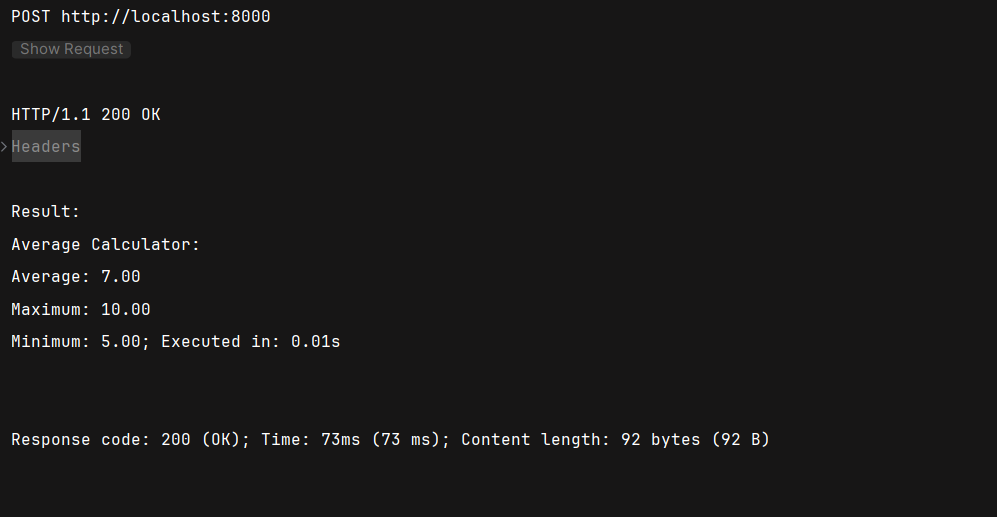 POST http://localhost:8000
Show Request
HTTP/1.1 200 OK
Headers
Result:
Average Calculator:
Average: 7.00
Maximum: 10.00
Minimum: 5.00; Executed in: 0.01s
Response code: 200 (OK); Time: 73ms (73 ms); Content length: 92 bytes (92 B)